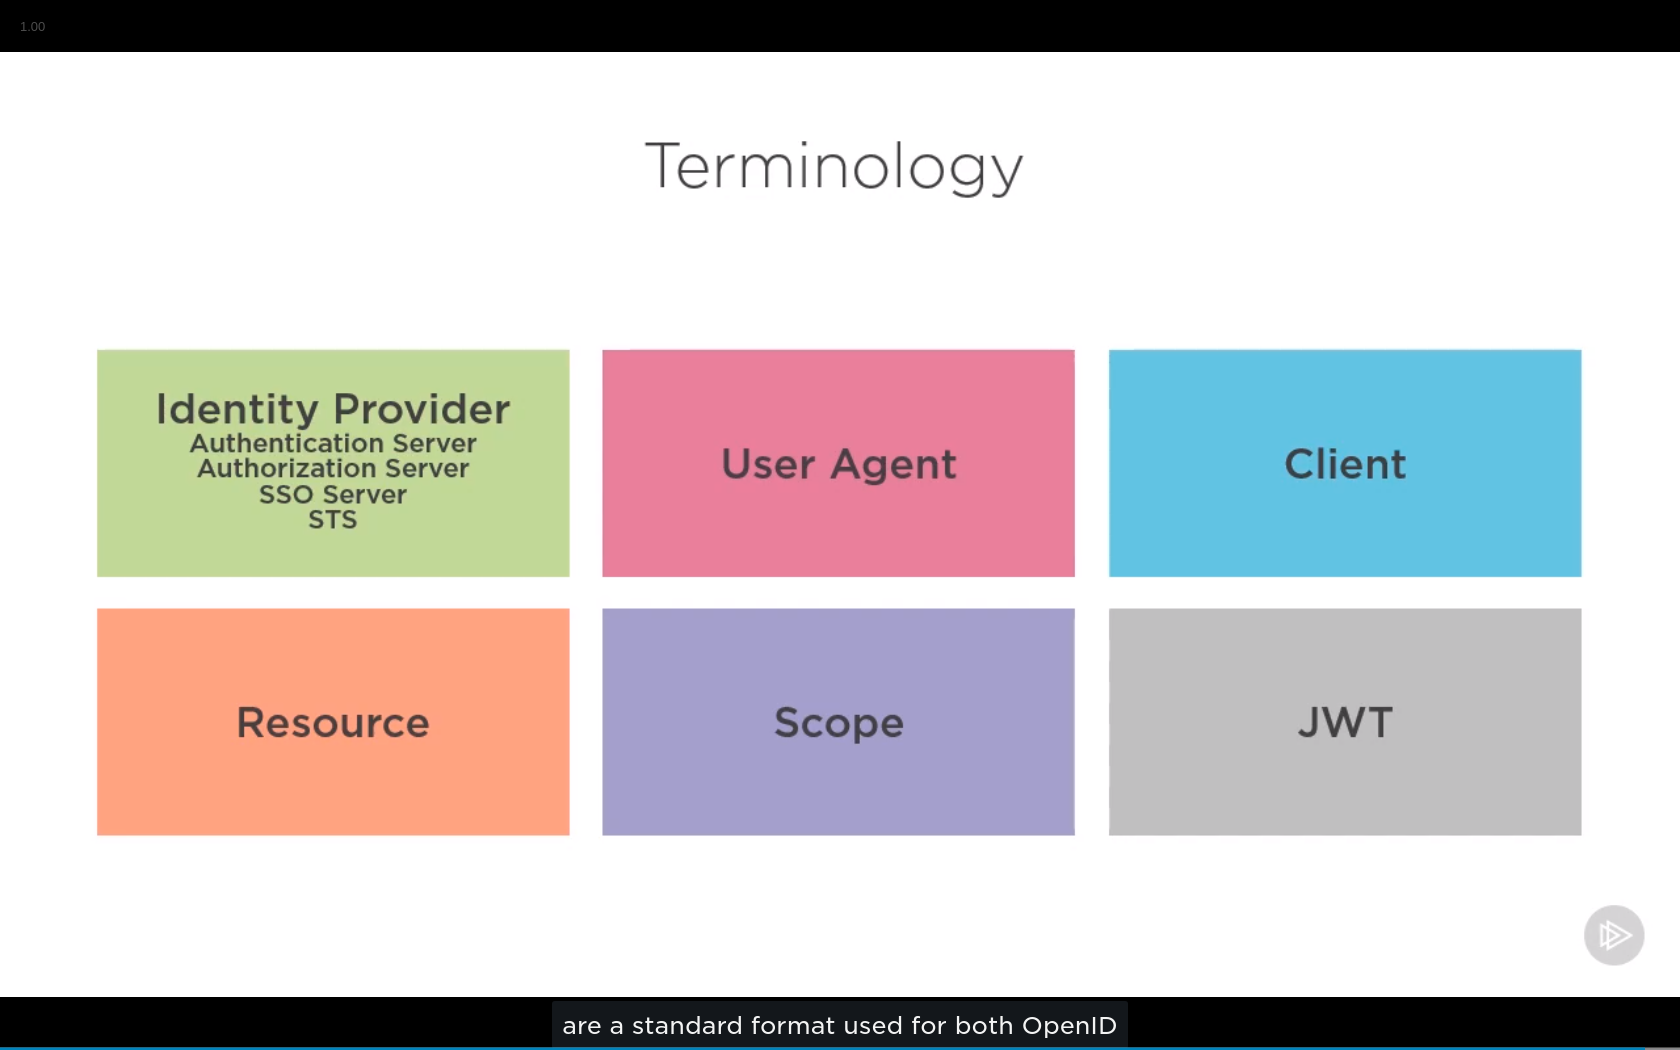 1.00
Terminology
Identity Provider
Authentication Server
Authorization Server
SSO Server
STS
User Agent
Client
Resource
Scope
JWT
are a standard format used for both OpenID